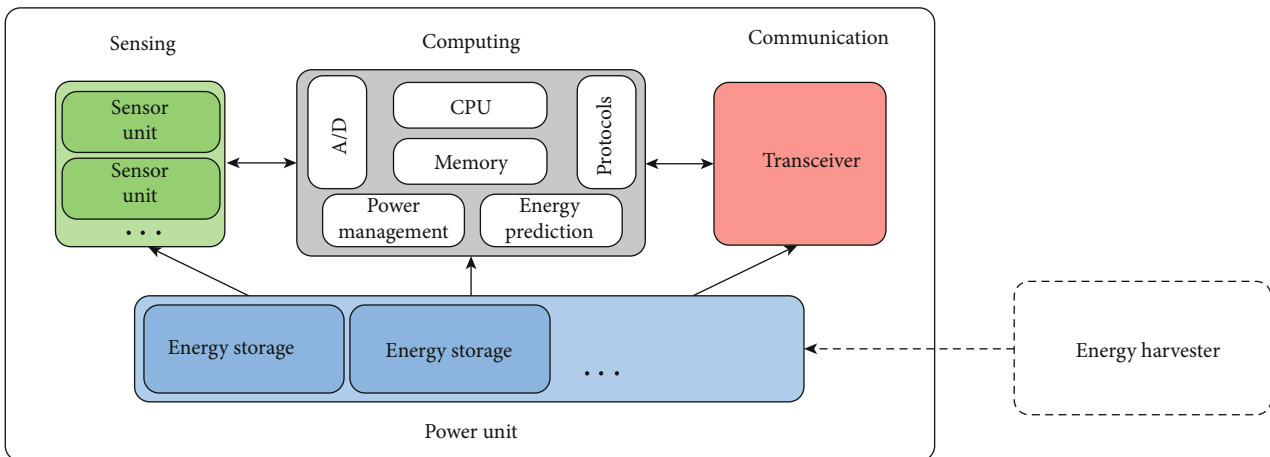 Sensing
Computing
Communication
Sensor
unit
Sensor
unit
. . .
A/D
CPU
Memory
Protocols
Power
management
Energy
prediction
Transceiver
Energy storage
Energy storage
. . .
Power unit
Energy harvester